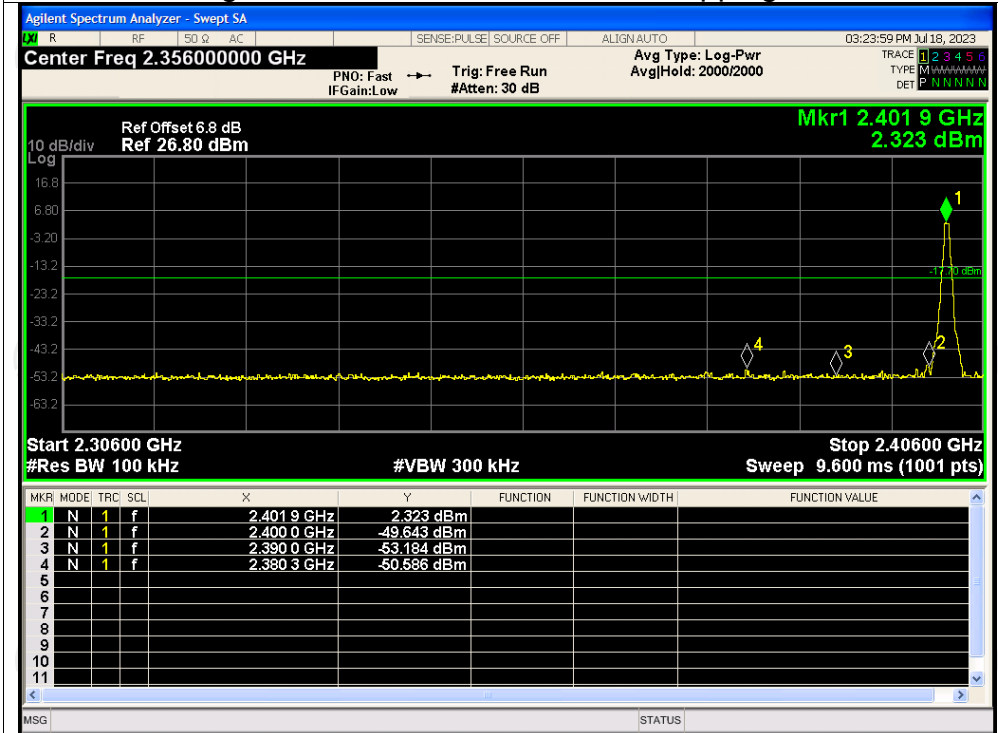 Agilent Spectrum Analyzer - Swept SA
LXI R RF 50 Ω AC SENSE:PULSE SOURCE OFF ALIGN AUTO 03:23:59 PM Jul 18, 2023
Center Freq 2.356000000 GHz
PNO: Fast Trig: Free Run
IFGain:Low #Atten: 30 dB
Avg Type: Log-Pwr
Avg|Hold: 2000/2000
TRACE 1 2 3 4 5 6
TYPE M
DET P N N N N N
Mkr1 2.401 9 GHz
2.323 dBm
Ref Offset 6.8 dB
10 dB/div Ref 26.80 dBm
Log
16.8
6.80
-3.20
-13.2
-23.2
-33.2
-43.2
-53.2
-63.2
1
-17.70 dBm
4
3
2
Start 2.30600 GHz Stop 2.40600 GHz
#Res BW 100 kHz #VBW 300 kHz Sweep 9.600 ms (1001 pts)
MKR MODE TRC SCL X Y FUNCTION FUNCTION WIDTH FUNCTION VALUE
1 N 1 f 2.401 9 GHz 2.323 dBm
2 N 1 f 2.400 0 GHz -49.643 dBm
3 N 1 f 2.390 0 GHz -53.184 dBm
4 N 1 f 2.380 3 GHz -50.586 dBm
5
6
7
8
9
10
11
MSG STATUS